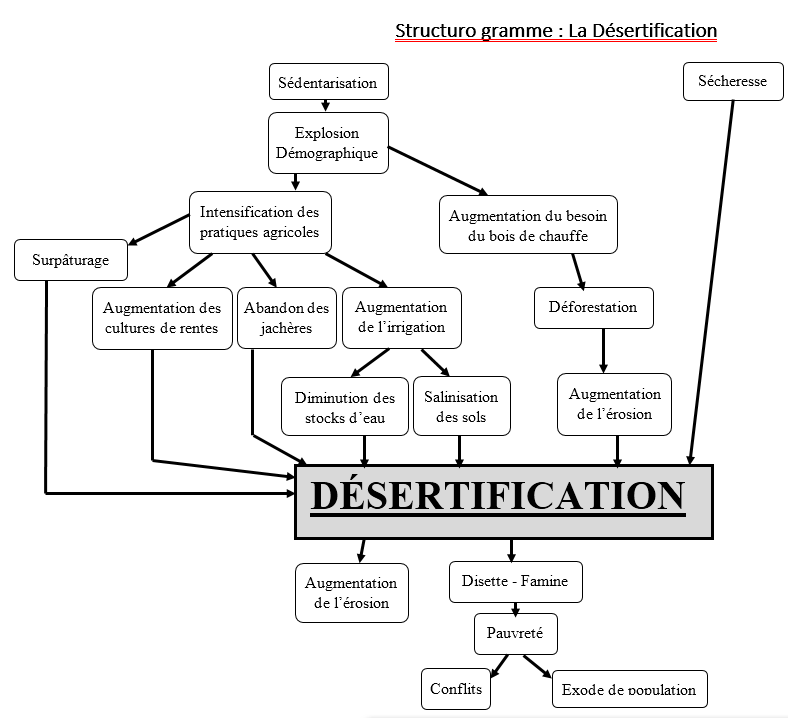 Structuro gramme : La Désertification
Sédentarisation
Sécheresse
Explosion
Démographique
Intensification des
pratiques agricoles
Augmentation du besoin
du bois de chauffe
Surpâturage
Augmentation des
cultures de rentes
Abandon des
jachères
Augmentation
de l’irrigation
Déforestation
Diminution des
stocks d’eau
Salinisation
des sols
Augmentation
de l’érosion
DÉSERTIFICATION
Augmentation
de l’érosion
Disette - Famine
Pauvreté
Conflits
Exode de population